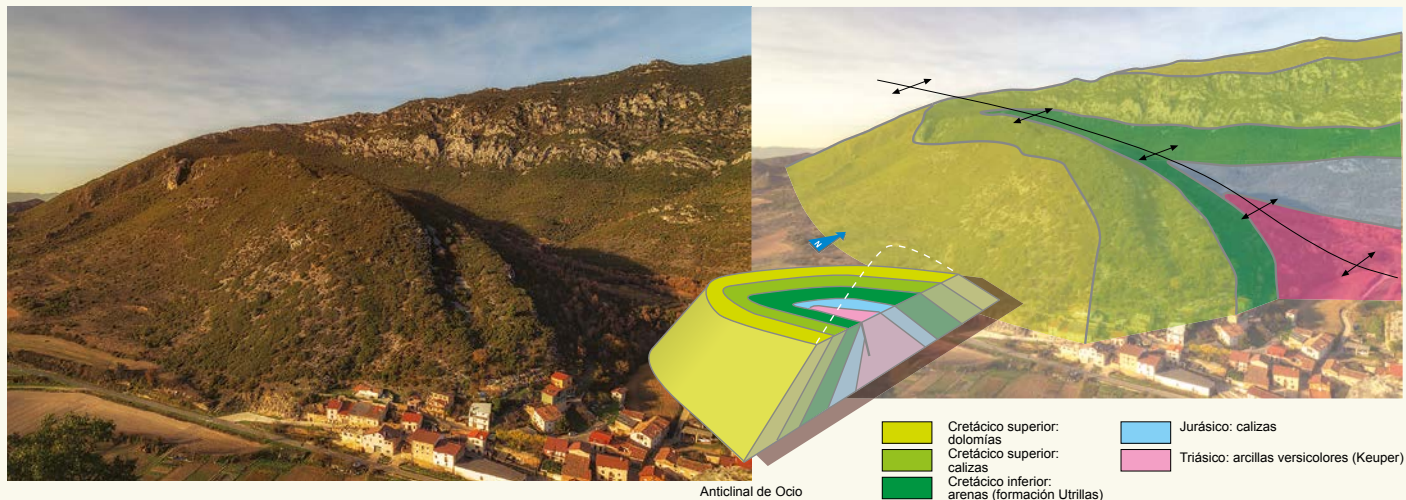 N
Cretácico superior:
dolomías
Cretácico superior:
calizas
Cretácico inferior:
arenas (formación Utrillas)
Jurásico: calizas
Triásico: arcillas versicolores (Keuper)
Anticlinal de Ocio